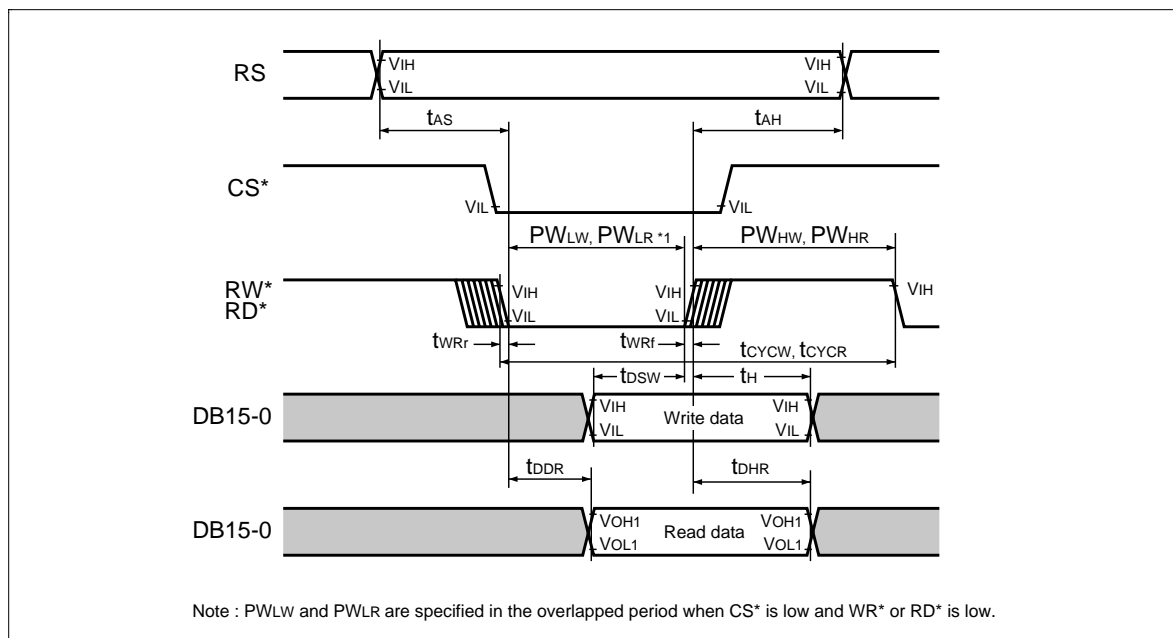 RS
VIH
VIL
VIH
VIL
tAS
tAH
CS*
VIL
VIL
PWLW, PWLR *1
PWHW, PWHR
RW*
RD*
VIH
VIL
VIH
VIL
VIH
tWRr
tWRf
tCYCW, tCYCR
tDSW
tH
DB15-0
VIH
VIL
Write data
VIH
VIL
tDDR
tDHR
DB15-0
VOH1
VOL1
Read data
VOH1
VOL1
Note : PWLW and PWLR are specified in the overlapped period when CS* is low and WR* or RD* is low.